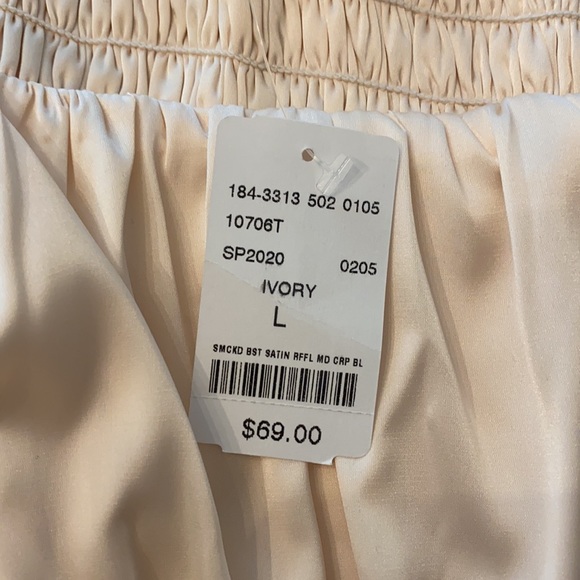 184-3313 502 0105
10706T
SP2020 0205
IVORY
L
SMCKD BST SATIN RFFL MD CRP BL
$69.00